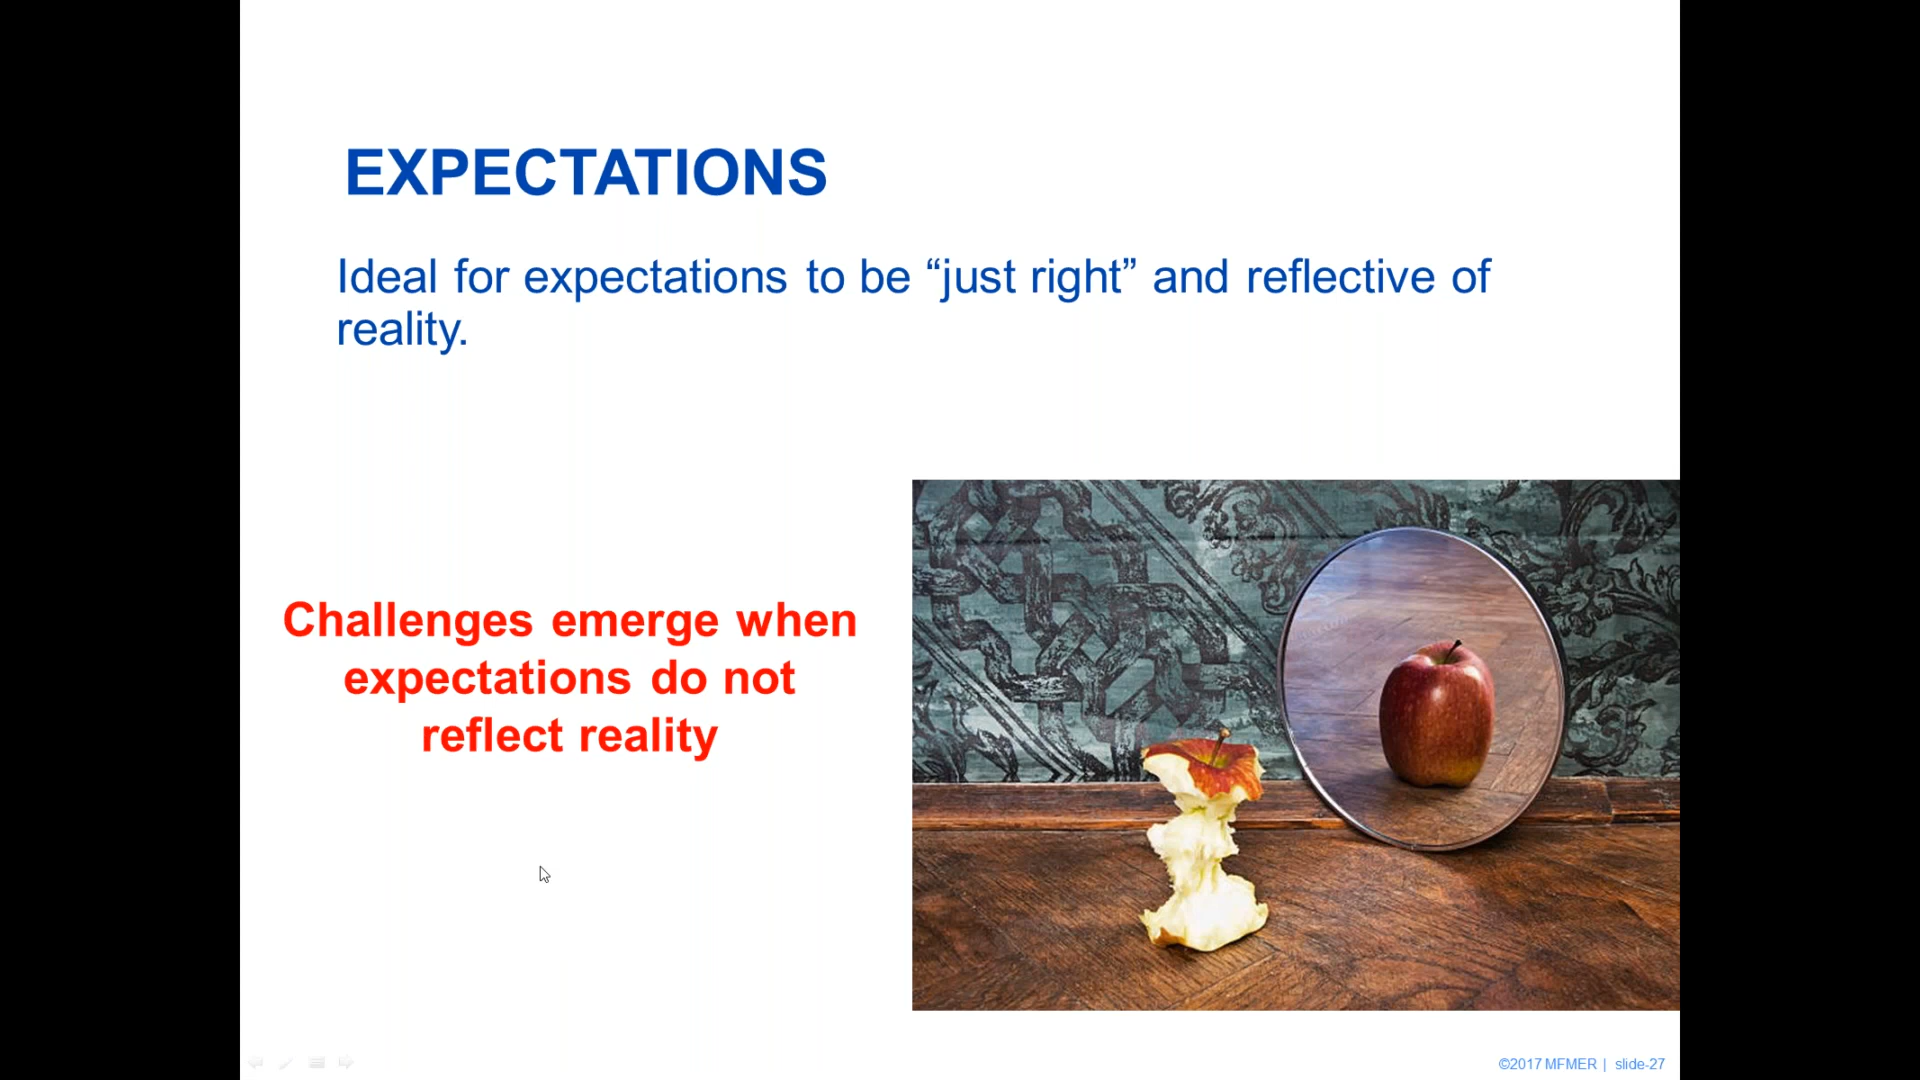 EXPECTATIONS
Ideal for expectations to be “just right” and reflective of
reality.
Challenges emerge when
expectations do not
reflect reality
©2017 MFMER | slide-27